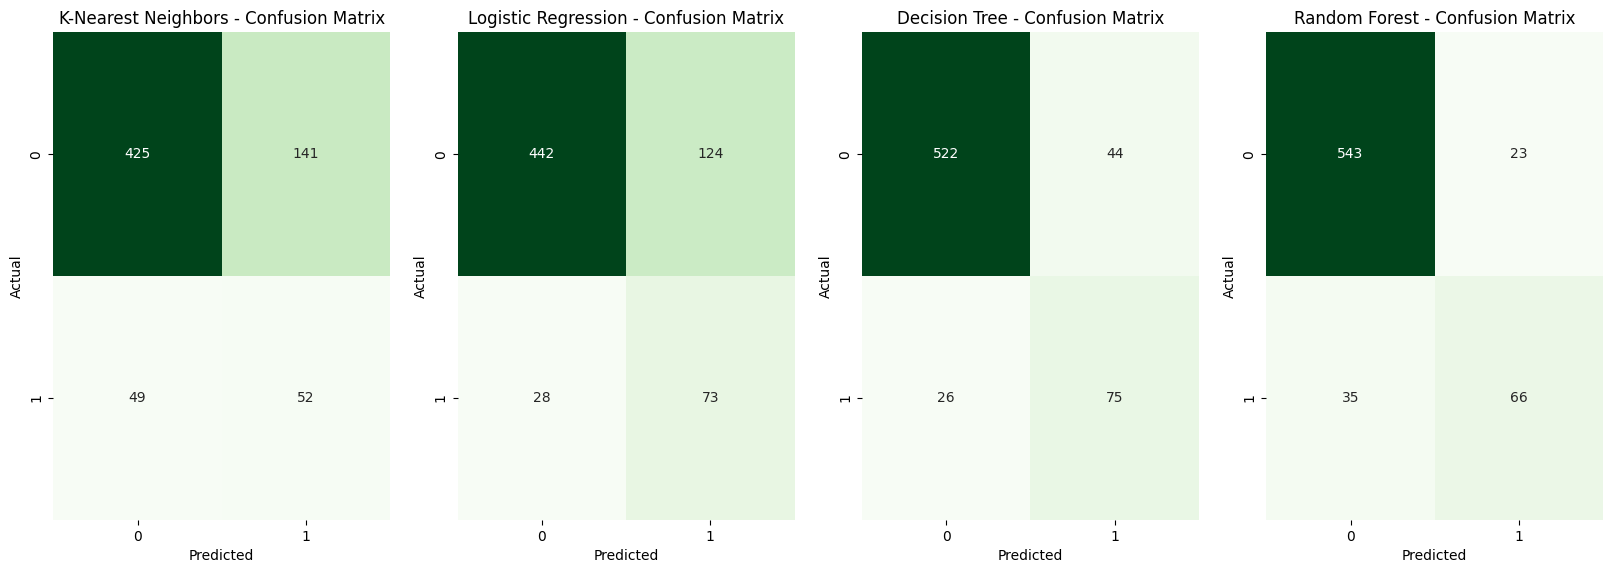 K-Nearest Neighbors - Confusion Matrix
0
425
141
Actual
1
49
52
0
1
Predicted
Logistic Regression - Confusion Matrix
0
442
124
Actual
1
28
73
0
1
Predicted
Decision Tree - Confusion Matrix
0
522
44
Actual
1
26
75
0
1
Predicted
Random Forest - Confusion Matrix
0
543
23
Actual
1
35
66
0
1
Predicted